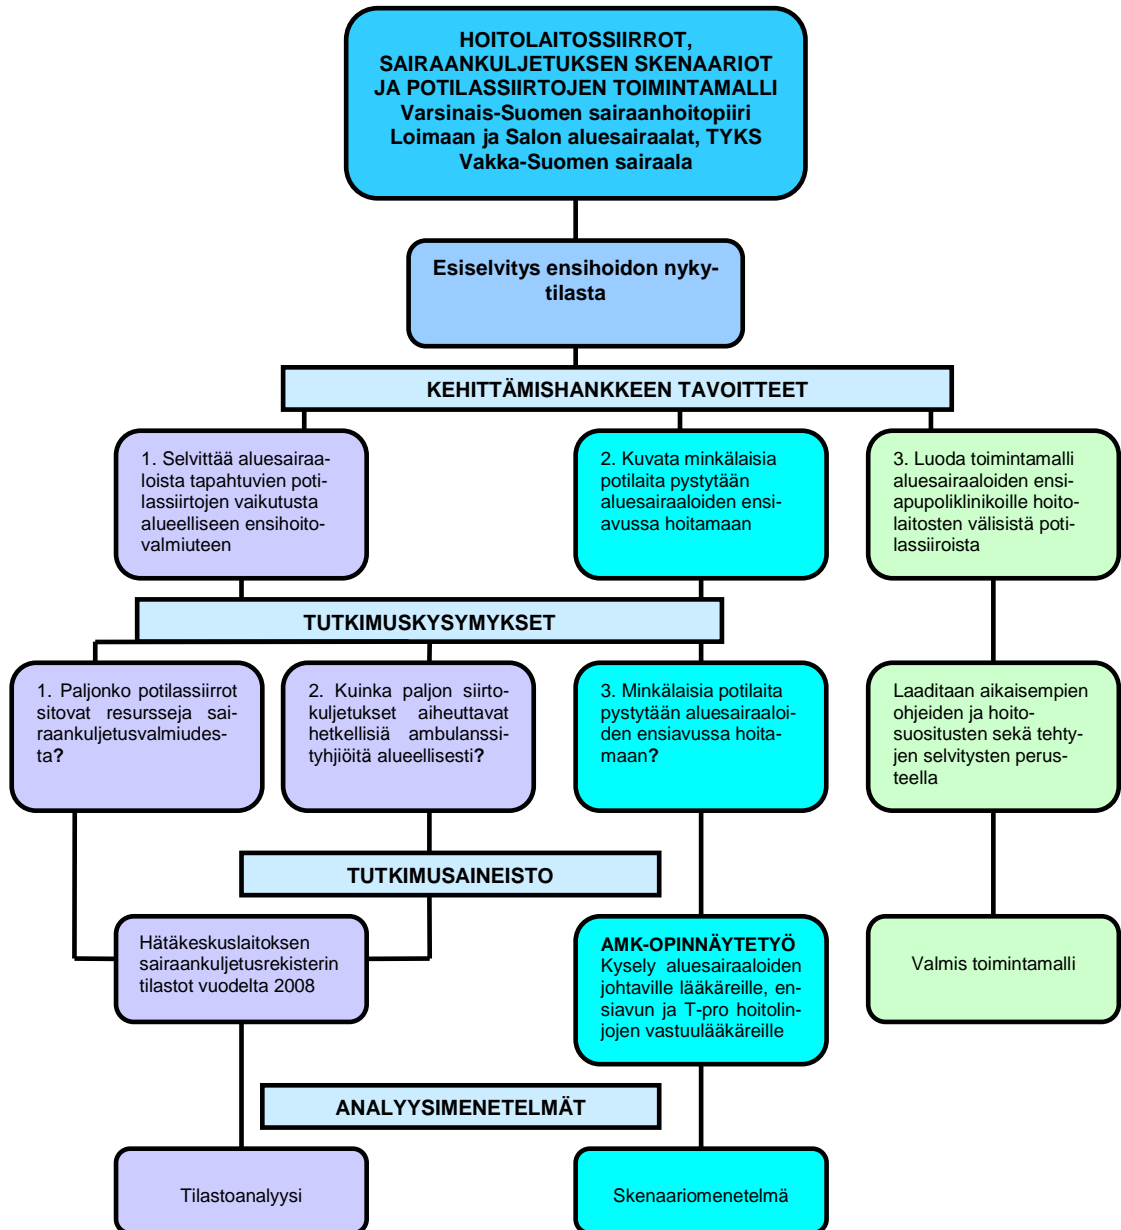 HOITOLAITOSSIIRROT,
SAIRAANKULJETUKSEN SKENAARIOT
JA POTILASSIIRTOJEN TOIMINTAMALLI
Varsinais-Suomen sairaanhoitopiiri
Loimaan ja Salon aluesairaalat, TYKS
Vakka-Suomen sairaala
Esiselvitys ensihoidon nyky-
tilasta
KEHITTÄMISHANKKEEN TAVOITTEET
1. Selvittää aluesairaa-
loista tapahtuvien poti-
lassiirtojen vaikutusta
alueelliseen ensihoito-
valmiuteen
2. Kuvata minkälaisia
potilaita pystytään
aluesairaaloiden ensi-
avussa hoitamaan
3. Luoda toimintamalli
aluesairaaloiden ensi-
apupoliklinikoille hoito-
laitosten välisistä poti-
lassiiroista
TUTKIMUSKYSYMYKSET
1. Paljonko potilassiirrot
sitovat resursseja sai-
raankuljetusvalmiudes-
ta?
2. Kuinka paljon siirto-
kuljetukset aiheuttavat
hetkellisiä ambulanssi-
tyhjiöitä alueellisesti?
3. Minkälaisia potilaita
pystytään aluesairaaloi-
den ensiavussa hoita-
maan?
Laaditaan aikaisempien
ohjeiden ja hoito-
suositusten sekä tehty-
jen selvitysten perus-
teella
TUTKIMUSAINEISTO
Hätäkeskuslaitoksen
sairaankuljetusrekisterin
tilastot vuodelta 2008
AMK-OPINNÄYTETYÖ
Kysely aluesairaaloiden
johtaville lääkäreille, en-
siavun ja T-pro hoitolin-
jojen vastuulääkäreille
Valmis toimintamalli
ANALYYSIMENETELMÄT
Tilastoanalyysi
Skenaariomenetelmä